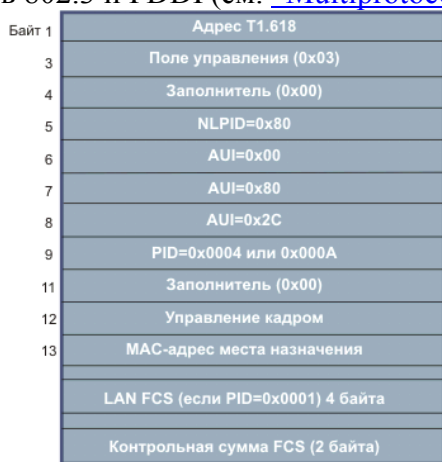 в 802.5 и FDDI (см. "Multiprotoc
Байт 1 Адрес T1.618
3 Поле управления (0x03)
4 Заполнитель (0x00)
5 NLPID=0x80
6 AUI=0x00
7 AUI=0x80
8 AUI=0x2C
9 PID=0x0004 или 0x000A
11 Заполнитель (0x00)
12 Управление кадром
13 МАС-адрес места назначения
LAN FCS (если PID=0x0001) 4 байта
Контрольная сумма FCS (2 байта)